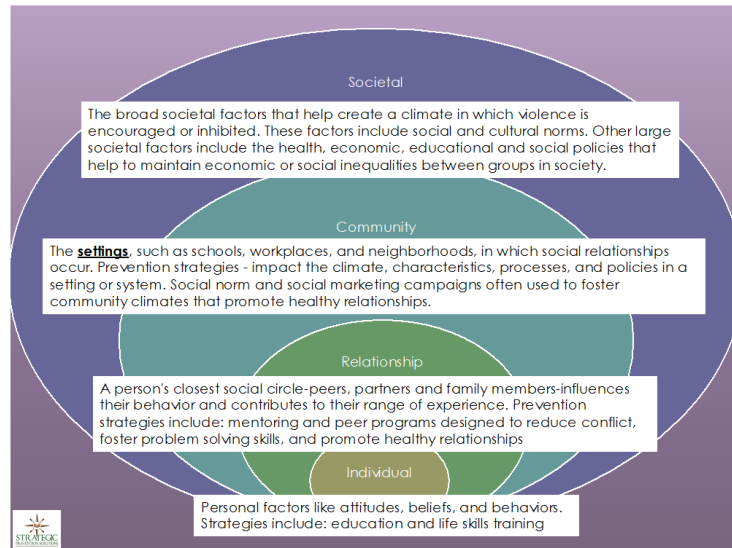 Societal
The broad societal factors that help create a climate in which violence is
encouraged or inhibited. These factors include social and cultural norms. Other large
societal factors include the health, economic, educational and social policies that
help to maintain economic or social inequalities between groups in society.
Community
The settings, such as schools, workplaces, and neighborhoods, in which social relationships
occur. Prevention strategies - impact the climate, characteristics, processes, and policies in a
setting or system. Social norm and social marketing campaigns often used to foster
community climates that promote healthy relationships.
Relationship
A person's closest social circle-peers, partners and family members-influences
their behavior and contributes to their range of experience. Prevention
strategies include: mentoring and peer programs designed to reduce conflict,
foster problem solving skills, and promote healthy relationships
Individual
Personal factors like attitudes, beliefs, and behaviors.
Strategies include: education and life skills training
STRATEGIC
PREVENTION SOLUTIONS